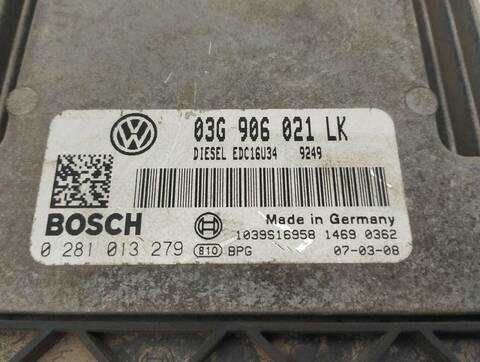 03G 906 021 LK
DIESEL EDC16U34 9249
BOSCH
Made in Germany
1039S16958 1469 0362
0 281 013 279 810 BPG 07-03-08